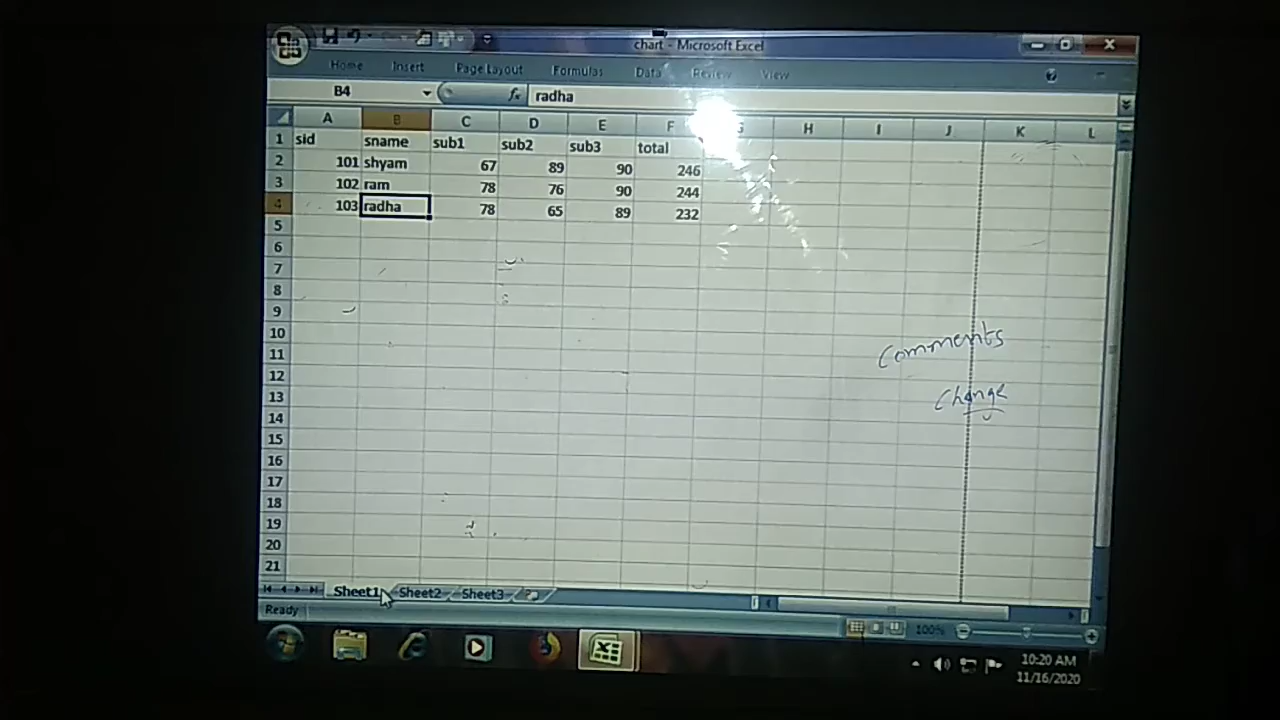 chart - Microsoft Excel
Home Insert Page Layout Formulas Data Review View
B4 fx radha
A B C D E F G H I J K L
1 sid sname sub1 sub2 sub3 total
2 101 shyam 67 89 90 246
3 102 ram 78 76 90 244
4 103 radha 78 65 89 232
5
6
7
8
9
10
11 Comments
12
13 Change
14
15
16
17
18
19
20
21
Sheet1 Sheet2 Sheet3
Ready 100%
10:20 AM
11/16/2020